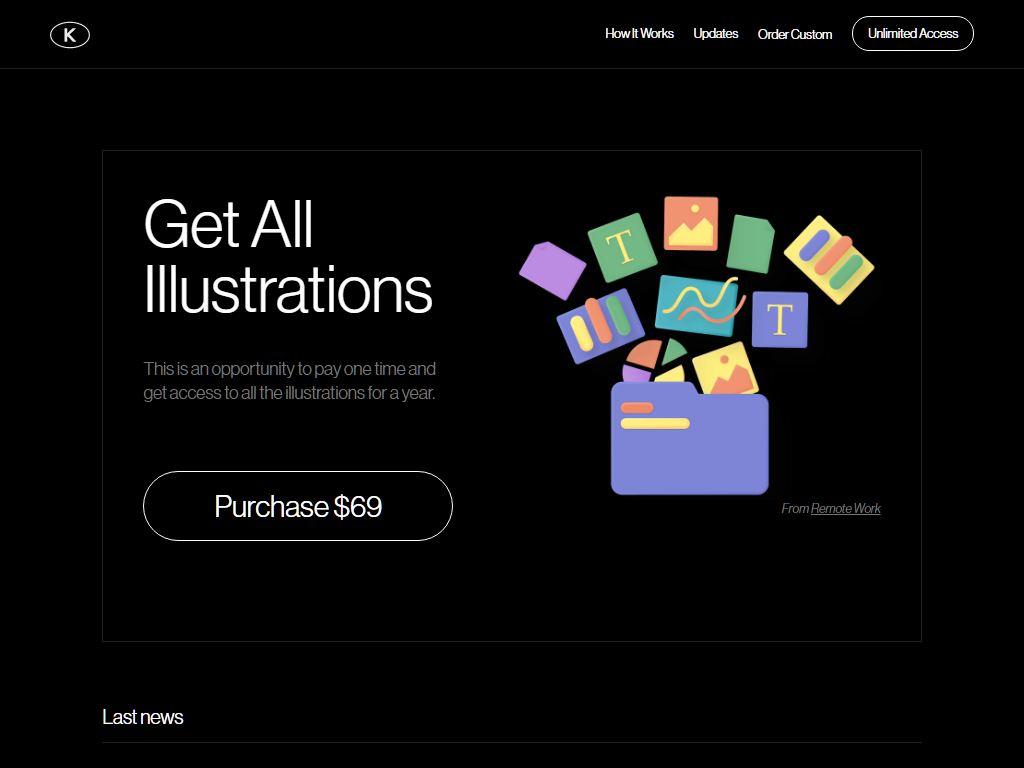 K
How It Works
Updates
Order Custom
Unlimited Access
Get All
Illustrations
This is an opportunity to pay one time and
get access to all the illustrations for a year.
Purchase $69
T
T
From Remote Work
Last news